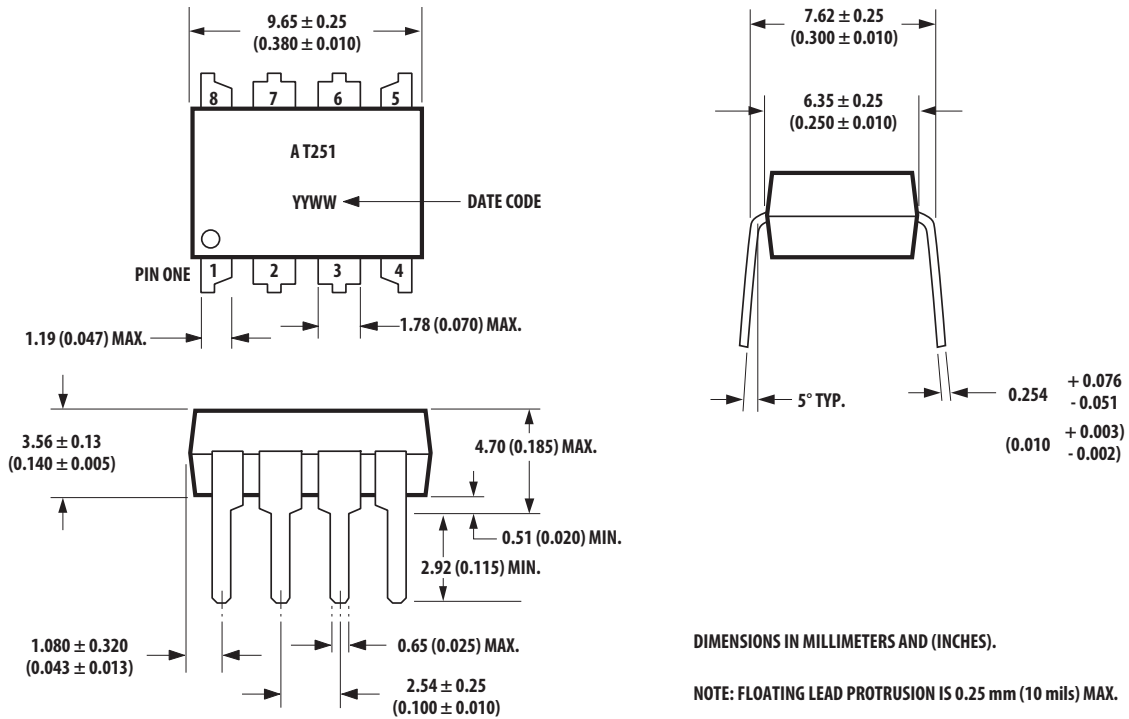 9.65 ± 0.25
(0.380 ± 0.010)
8 7 6 5
A T251
YYWW
DATE CODE
PIN ONE
1 2 3 4
1.19 (0.047) MAX.
1.78 (0.070) MAX.
7.62 ± 0.25
(0.300 ± 0.010)
6.35 ± 0.25
(0.250 ± 0.010)
5° TYP.
0.254 + 0.076
- 0.051
(0.010 + 0.003)
- 0.002)
3.56 ± 0.13
(0.140 ± 0.005)
4.70 (0.185) MAX.
0.51 (0.020) MIN.
2.92 (0.115) MIN.
1.080 ± 0.320
(0.043 ± 0.013)
0.65 (0.025) MAX.
2.54 ± 0.25
(0.100 ± 0.010)
DIMENSIONS IN MILLIMETERS AND (INCHES).
NOTE: FLOATING LEAD PROTRUSION IS 0.25 mm (10 mils) MAX.